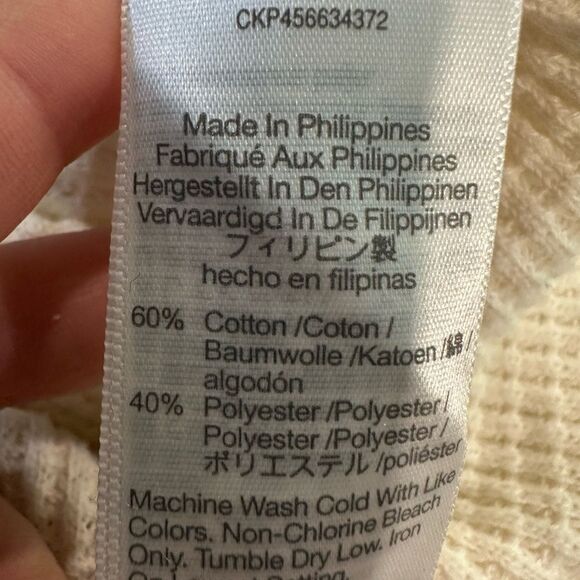 CKP456634372
Made In Philippines
Fabriqué Aux Philippines
Hergestellt In Den Philippinen
Vervaardigd In De Filippijnen
フィリピン製
hecho en filipinas
60% Cotton /Coton /
Baumwolle /Katoen /綿 /
algodón
40% Polyester /Polyester /
Polyester /Polyester /
ポリエステル /poliéster
Machine Wash Cold With Like
Colors. Non-Chlorine Bleach
Only. Tumble Dry Low. Iron